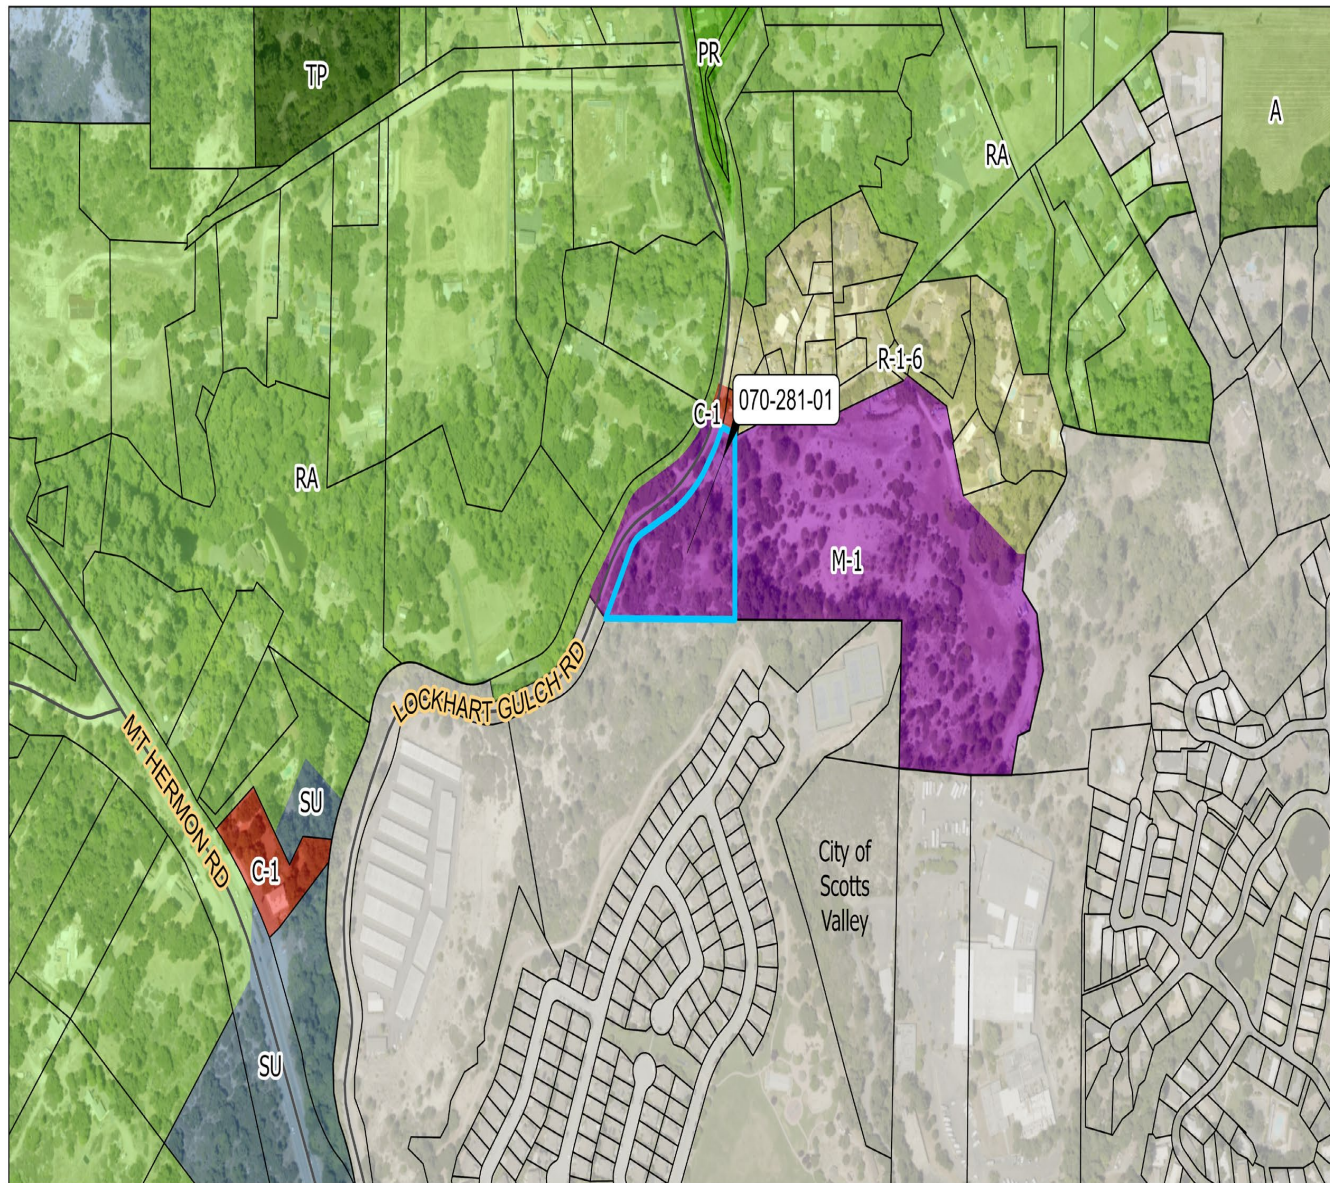 PR
TP
A
RA
R-1-6
070-281-01
C-1
RA
M-1
LOCKHART GULCH RD
MT HERMON RD
SU
C-1
City of
Scotts
Valley
SU